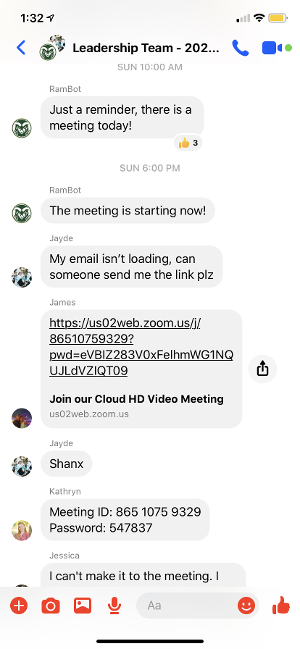 1:32
Leadership Team - 202...
SUN 10:00 AM
RamBot
Just a reminder, there is a
meeting today!
3
SUN 6:00 PM
RamBot
The meeting is starting now!
Jayde
My email isn't loading, can
someone send me the link plz
James
https://us02web.zoom.us/j/
86510759329?
pwd=eVBlZ283V0xFelhmWG1NQ
UJLdVZIQT09
Join our Cloud HD Video Meeting
us02web.zoom.us
Jayde
Shanx
Kathryn
Meeting ID: 865 1075 9329
Password: 547837
Jessica
I can't make it to the meeting. I
Aa